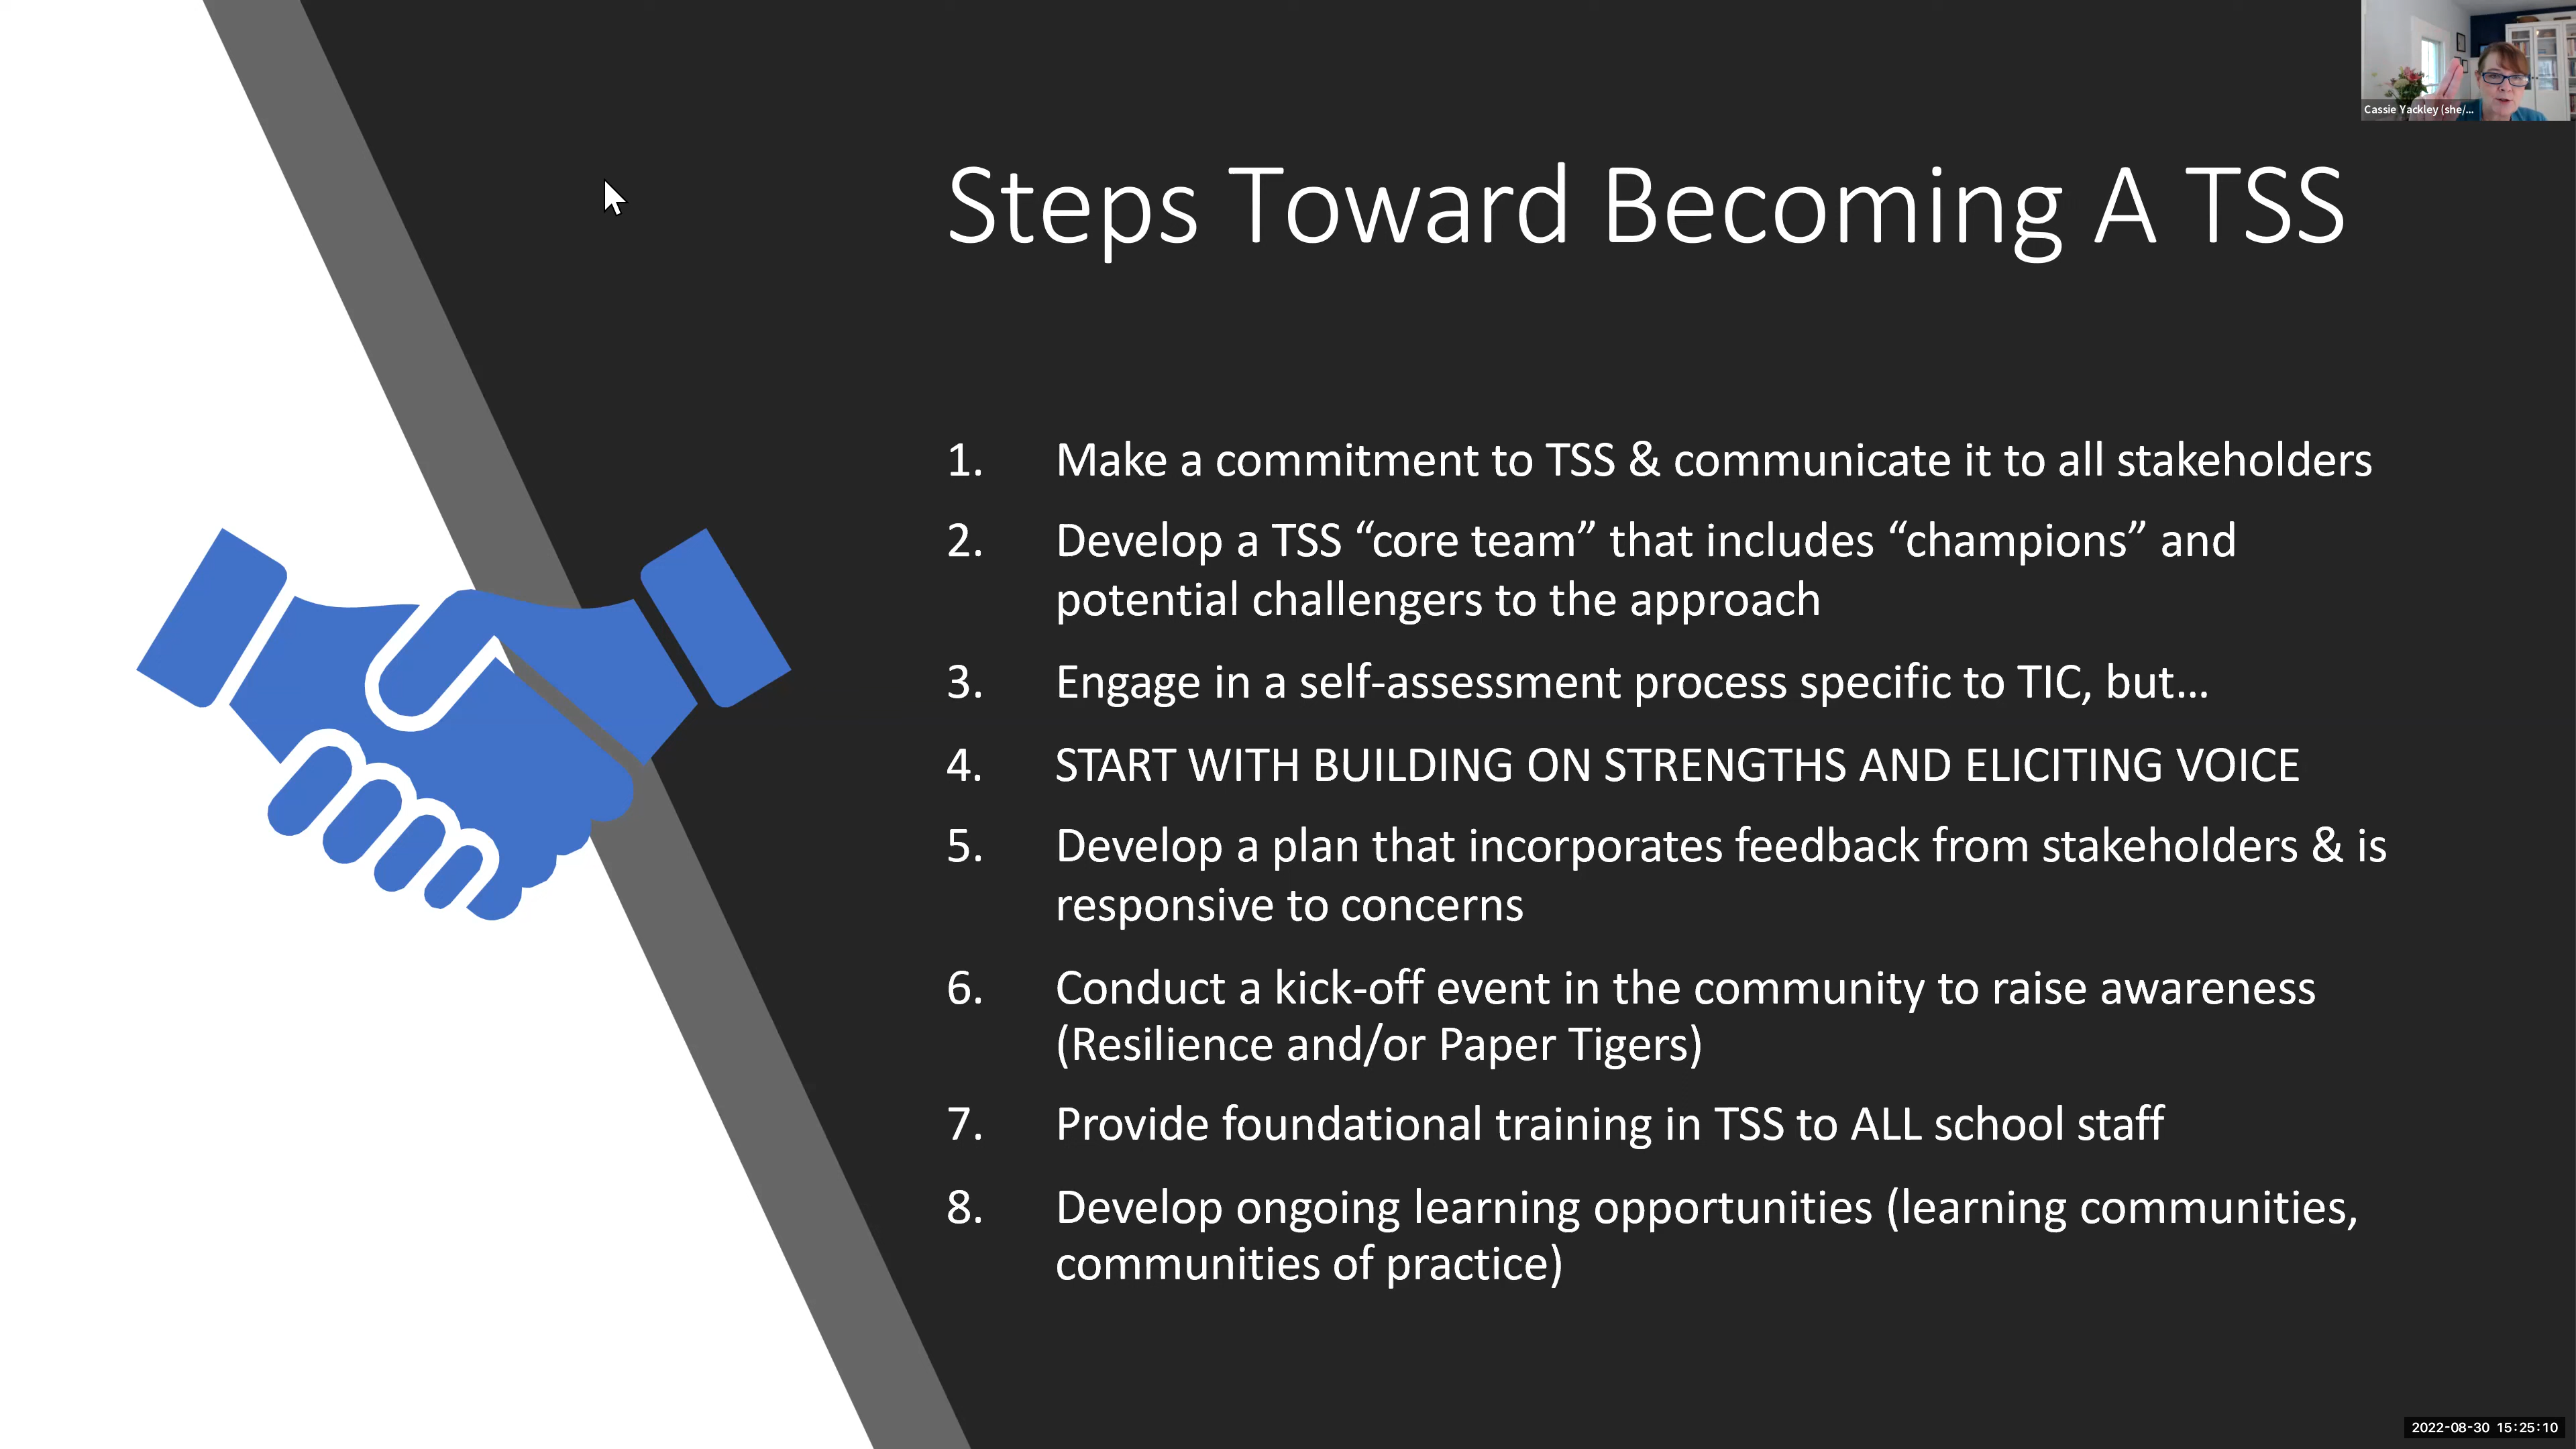 Cassie Yackley (she/...
Steps Toward Becoming A TSS
1. Make a commitment to TSS & communicate it to all stakeholders
2. Develop a TSS “core team” that includes “champions” and
potential challengers to the approach
3. Engage in a self-assessment process specific to TIC, but…
4. START WITH BUILDING ON STRENGTHS AND ELICITING VOICE
5. Develop a plan that incorporates feedback from stakeholders & is
responsive to concerns
6. Conduct a kick-off event in the community to raise awareness
(Resilience and/or Paper Tigers)
7. Provide foundational training in TSS to ALL school staff
8. Develop ongoing learning opportunities (learning communities,
communities of practice)
2022-08-30 15:25:10